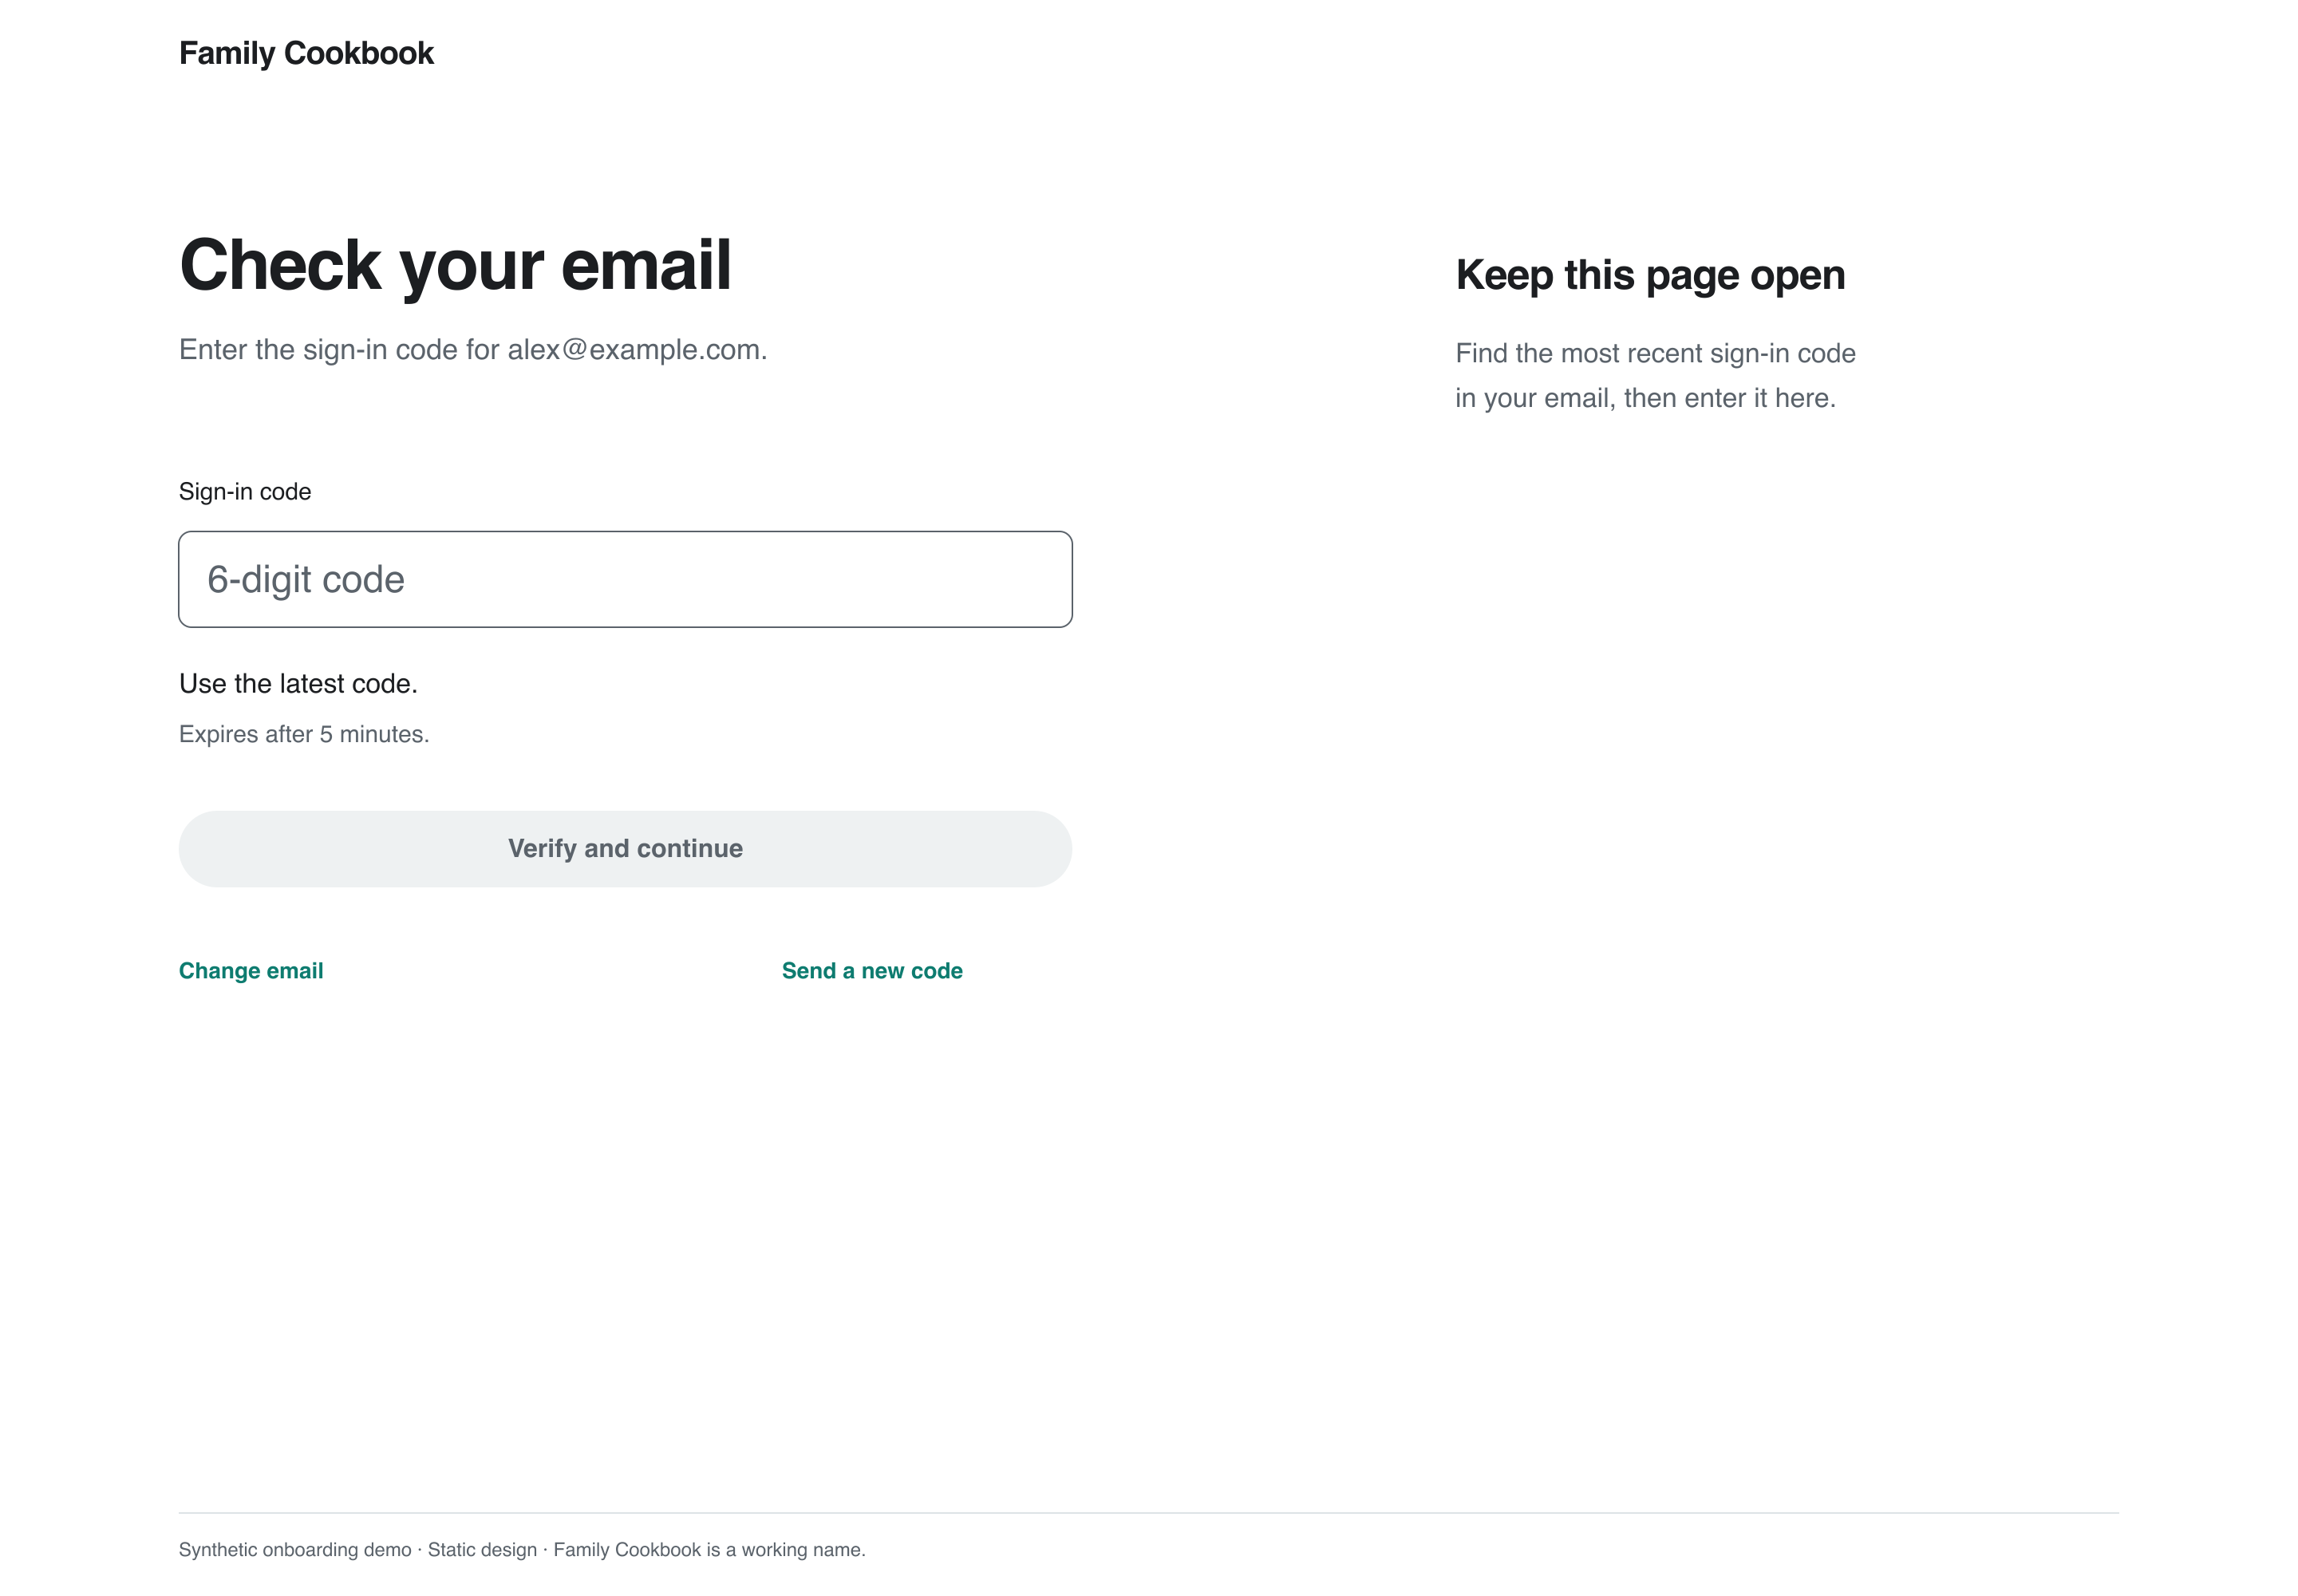 Family Cookbook
Check your email
Enter the sign-in code for alex@example.com.
Sign-in code
6-digit code
Use the latest code.
Expires after 5 minutes.
Verify and continue
Change email
Send a new code
Keep this page open
Find the most recent sign-in code
in your email, then enter it here.
Synthetic onboarding demo · Static design · Family Cookbook is a working name.